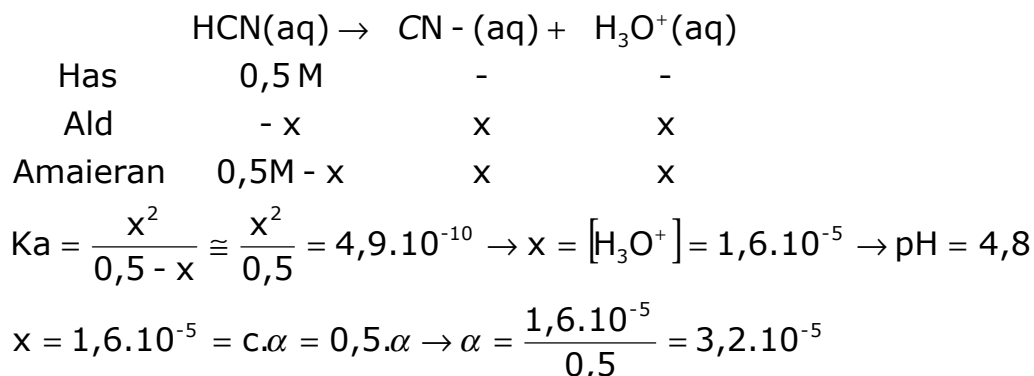 HCN(aq) → CN - (aq) + H₃O⁺(aq)
Has 0,5 M - -
Ald - x x x
Amaieran 0,5M - x x x
Ka = x² / (0,5 - x) ≅ x² / 0,5 = 4,9.10⁻¹⁰ → x = [H₃O⁺] = 1,6.10⁻⁵ → pH = 4,8
x = 1,6.10⁻⁵ = c.α = 0,5.α → α = 1,6.10⁻⁵ / 0,5 = 3,2.10⁻⁵